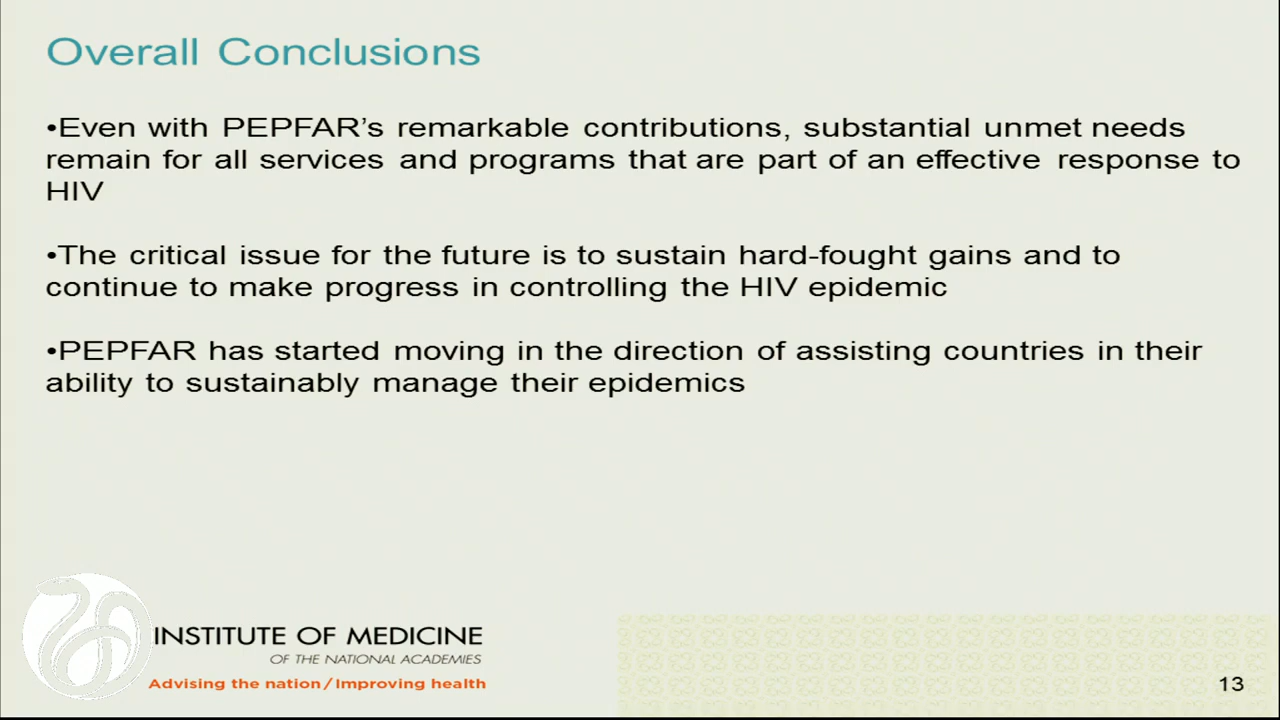 Overall Conclusions
•Even with PEPFAR’s remarkable contributions, substantial unmet needs
remain for all services and programs that are part of an effective response to
HIV
•The critical issue for the future is to sustain hard-fought gains and to
continue to make progress in controlling the HIV epidemic
•PEPFAR has started moving in the direction of assisting countries in their
ability to sustainably manage their epidemics
INSTITUTE OF MEDICINE
OF THE NATIONAL ACADEMIES
Advising the nation / Improving health
13